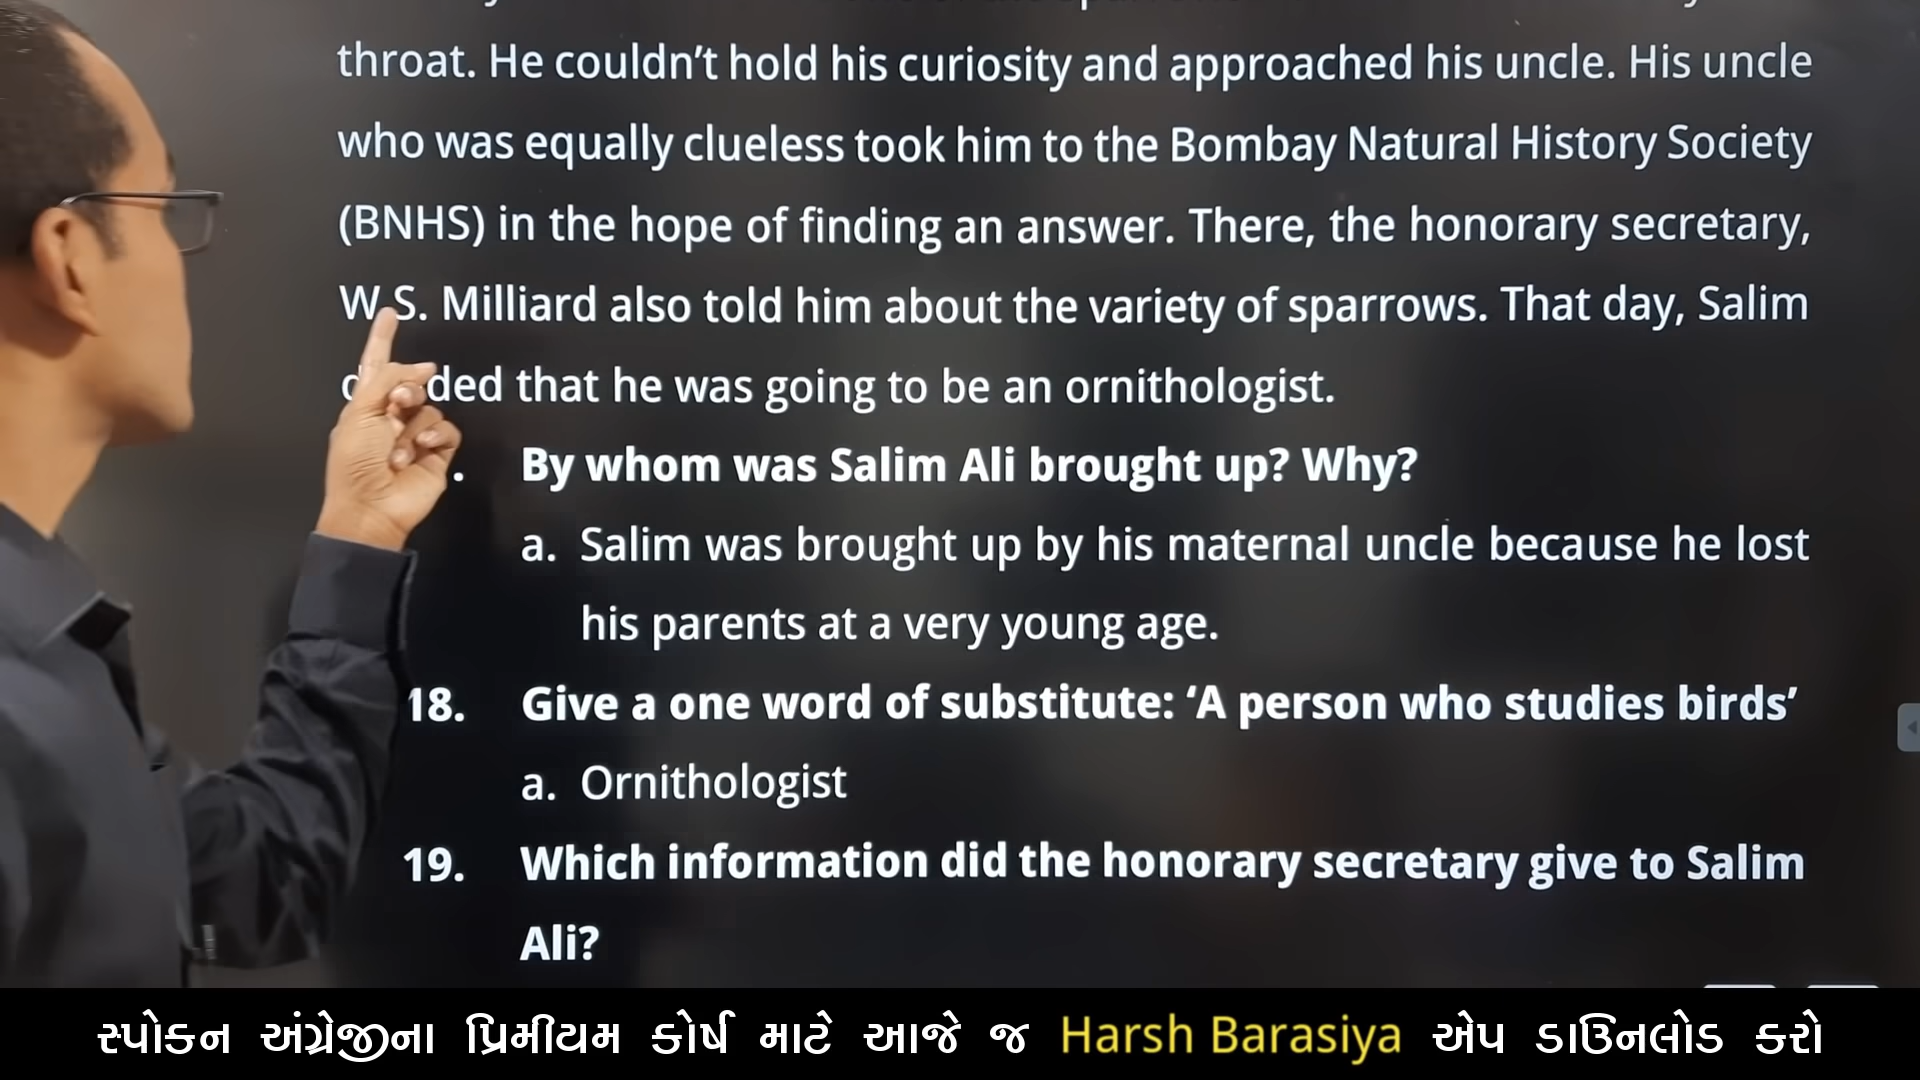 throat. He couldn’t hold his curiosity and approached his uncle. His uncle
who was equally clueless took him to the Bombay Natural History Society
(BNHS) in the hope of finding an answer. There, the honorary secretary,
W.S. Milliard also told him about the variety of sparrows. That day, Salim
that he was going to be an ornithologist.
By whom was Salim Ali brought up? Why?
a. Salim was brought up by his maternal uncle because he lost
his parents at a very young age.
18. Give a one word of substitute: ‘A person who studies birds’
a. Ornithologist
19. Which information did the honorary secretary give to Salim
Ali?
સ્પોકન અંગ્રેજીના પ્રિમીયમ કોર્ષ માટે આજે જ Harsh Barasiya એપ ડાઉનલોડ કરો